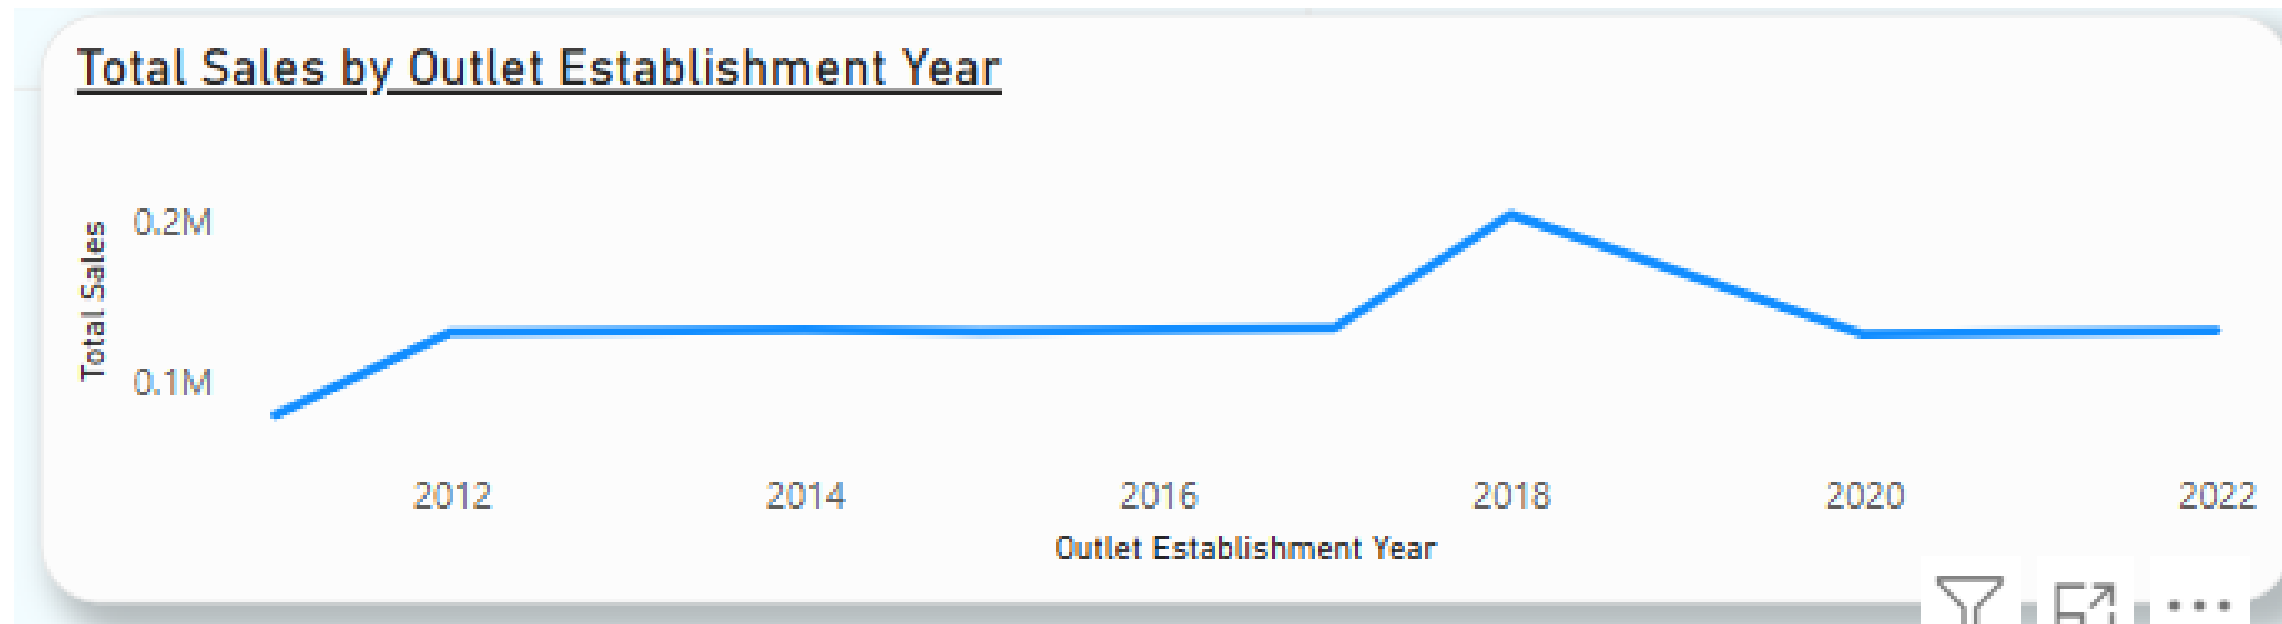 Total Sales by Outlet Establishment Year
0.2M
Total Sales
0.1M
2012 2014 2016 2018 2020 2022
Outlet Establishment Year